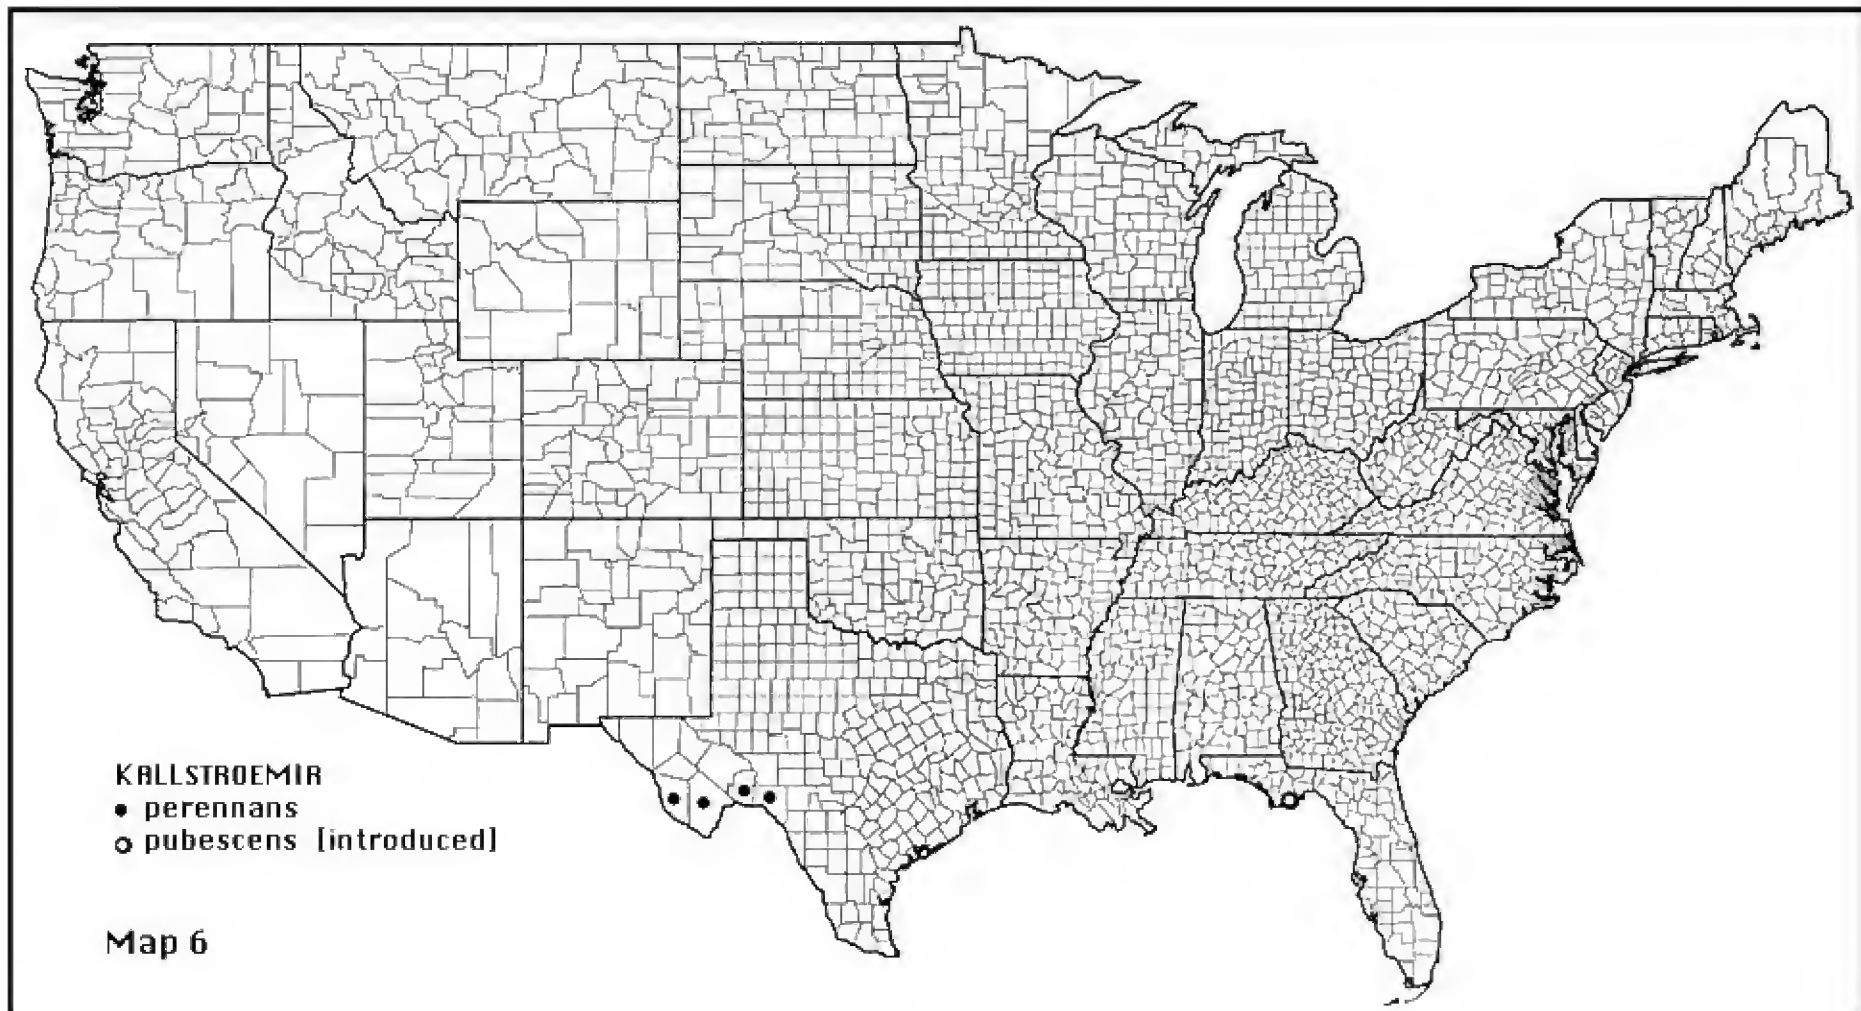 KALLSTROEMIA
● perennans
○ pubescens [introduced]
Map 6